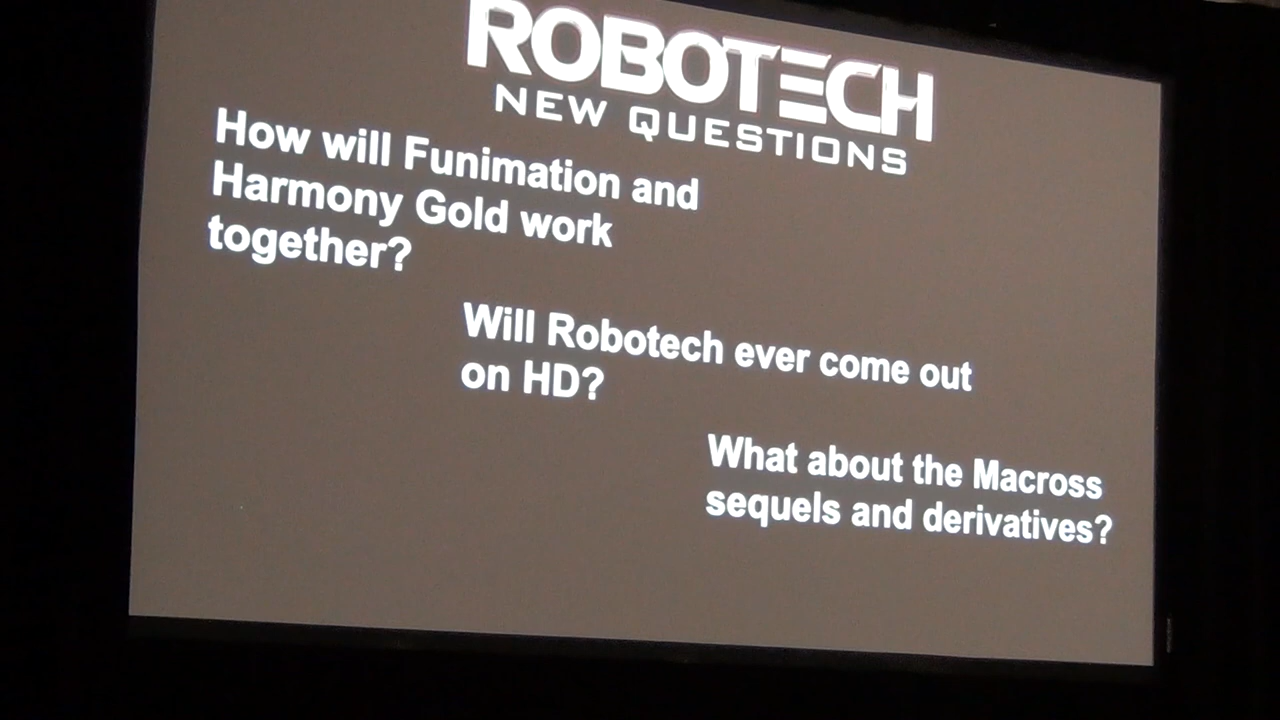 ROBOTECH
NEW QUESTIONS
How will Funimation and
Harmony Gold work
together?
Will Robotech ever come out
on HD?
What about the Macross
sequels and derivatives?